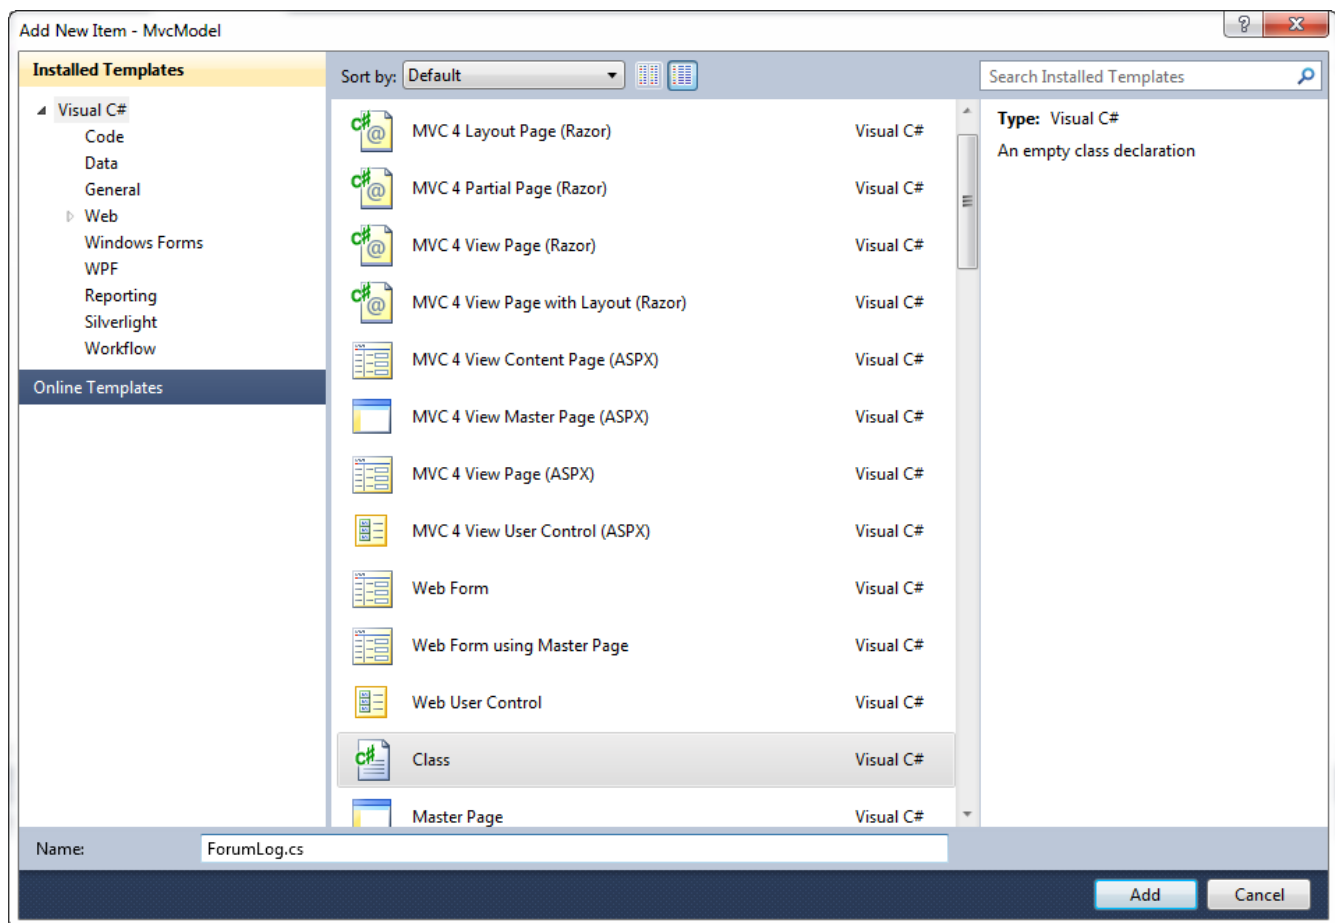 Add New Item - MvcModel
Installed Templates
Sort by: Default
Search Installed Templates
Visual C#
Code
Data
General
Web
Windows Forms
WPF
Reporting
Silverlight
Workflow
Online Templates
MVC 4 Layout Page (Razor) Visual C#
MVC 4 Partial Page (Razor) Visual C#
MVC 4 View Page (Razor) Visual C#
MVC 4 View Page with Layout (Razor) Visual C#
MVC 4 View Content Page (ASPX) Visual C#
MVC 4 View Master Page (ASPX) Visual C#
MVC 4 View Page (ASPX) Visual C#
MVC 4 View User Control (ASPX) Visual C#
Web Form Visual C#
Web Form using Master Page Visual C#
Web User Control Visual C#
Class Visual C#
Master Page Visual C#
Type: Visual C#
An empty class declaration
Name: ForumLog.cs
Add Cancel